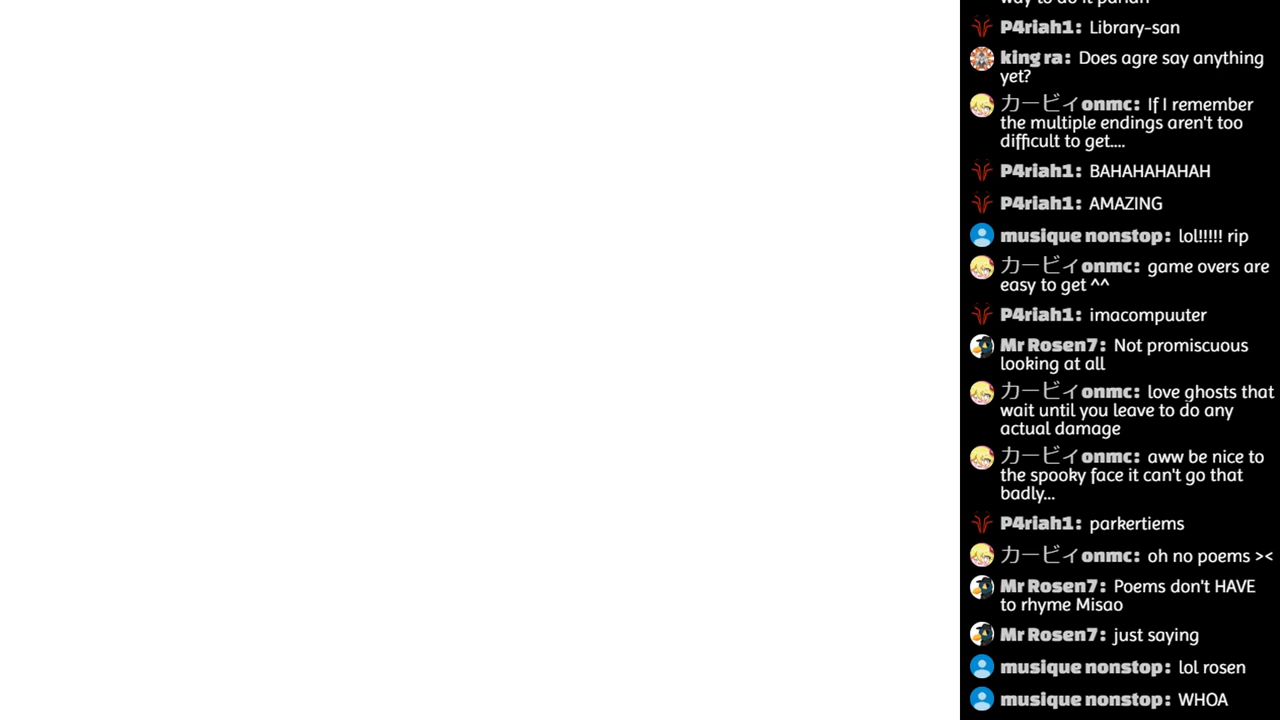 way to do it pariah
P4riah1: Library-san
king ra: Does agre say anything
yet?
カービィonmc: If I remember
the multiple endings aren't too
difficult to get....
P4riah1: BAHAHAHAHAH
P4riah1: AMAZING
musique nonstop: lol!!!!! rip
カービィonmc: game overs are
easy to get ^^
P4riah1: imacompuuter
Mr Rosen7: Not promiscuous
looking at all
カービィonmc: love ghosts that
wait until you leave to do any
actual damage
カービィonmc: aww be nice to
the spooky face it can't go that
badly...
P4riah1: parkertiems
カービィonmc: oh no poems ><
Mr Rosen7: Poems don't HAVE
to rhyme Misao
Mr Rosen7: just saying
musique nonstop: lol rosen
musique nonstop: WHOA